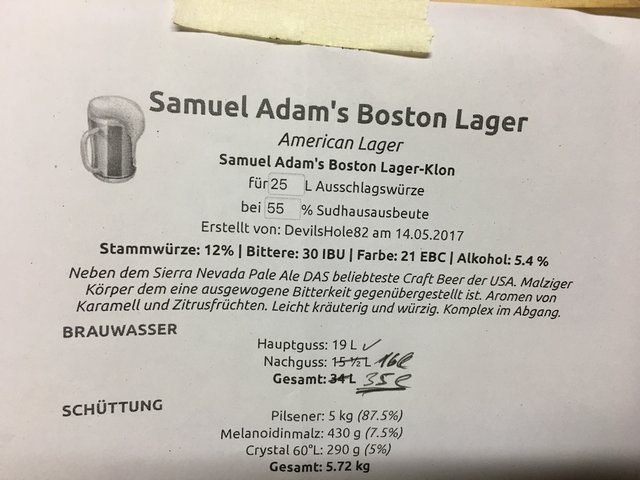 Samuel Adam's Boston Lager
American Lager
Samuel Adam's Boston Lager-Klon
für 25 L Ausschlagswürze
bei 55 % Sudhausausbeute
Erstellt von: DevilsHole82 am 14.05.2017
Stammwürze: 12% | Bittere: 30 IBU | Farbe: 21 EBC | Alkohol: 5.4 %
Neben dem Sierra Nevada Pale Ale DAS beliebteste Craft Beer der USA. Malziger
Körper dem eine ausgewogene Bitterkeit gegenübergestellt ist. Aromen von
Karamell und Zitrusfrüchten. Leicht kräuterig und würzig. Komplex im Abgang.
BRAUWASSER
Hauptguss: 19 L ✓
Nachguss: 15 ½ L 16l
Gesamt: 34 L 35l
SCHÜTTUNG
Pilsener: 5 kg (87.5%)
Melanoidinmalz: 430 g (7.5%)
Crystal 60°L: 290 g (5%)
Gesamt: 5.72 kg